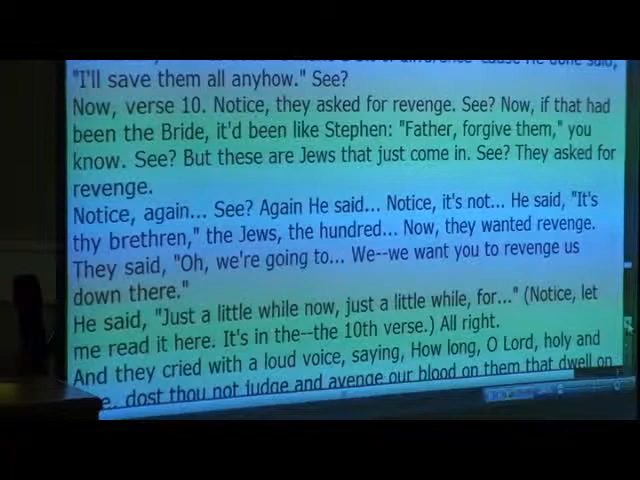 of difference 'cause He done said,
"I'll save them all anyhow." See?
Now, verse 10. Notice, they asked for revenge. See? Now, if that had
been the Bride, it'd been like Stephen: "Father, forgive them," you
know. See? But these are Jews that just come in. See? They asked for
revenge.
Notice, again... See? Again He said... Notice, it's not... He said, "It's
thy brethren," the Jews, the hundred... Now, they wanted revenge.
They said, "Oh, we're going to... We--we want you to revenge us
down there."
He said, "Just a little while now, just a little while, for..." (Notice, let
me read it here. It's in the--the 10th verse.) All right.
And they cried with a loud voice, saying, How long, O Lord, holy and
dost thou not judge and avenge our blood on them that dwell on